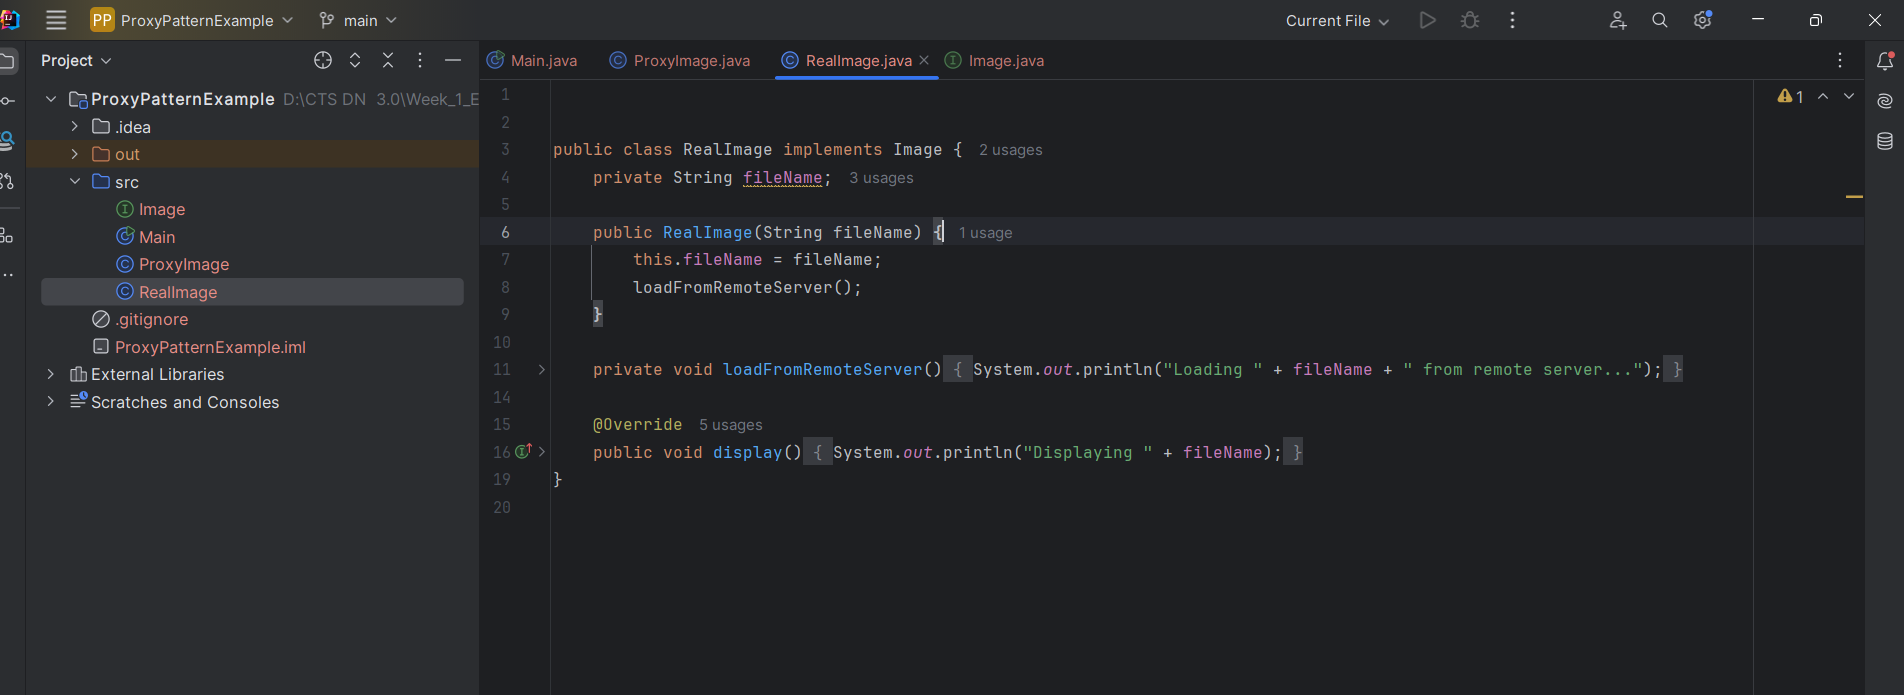 PP ProxyPatternExample main Current File
Project
ProxyPatternExample D:\CTS DN 3.0\Week_1_E
.idea
out
src
Image
Main
ProxyImage
RealImage
.gitignore
ProxyPatternExample.iml
External Libraries
Scratches and Consoles
Main.java ProxyImage.java RealImage.java Image.java
1
1
2
3 public class RealImage implements Image { 2 usages
4 private String fileName; 3 usages
5
6 public RealImage(String fileName) { 1 usage
7 this.fileName = fileName;
8 loadFromRemoteServer();
9 }
10
11 private void loadFromRemoteServer() { System.out.println("Loading " + fileName + " from remote server..."); }
14
15 @Override 5 usages
16 public void display() { System.out.println("Displaying " + fileName); }
19 }
20